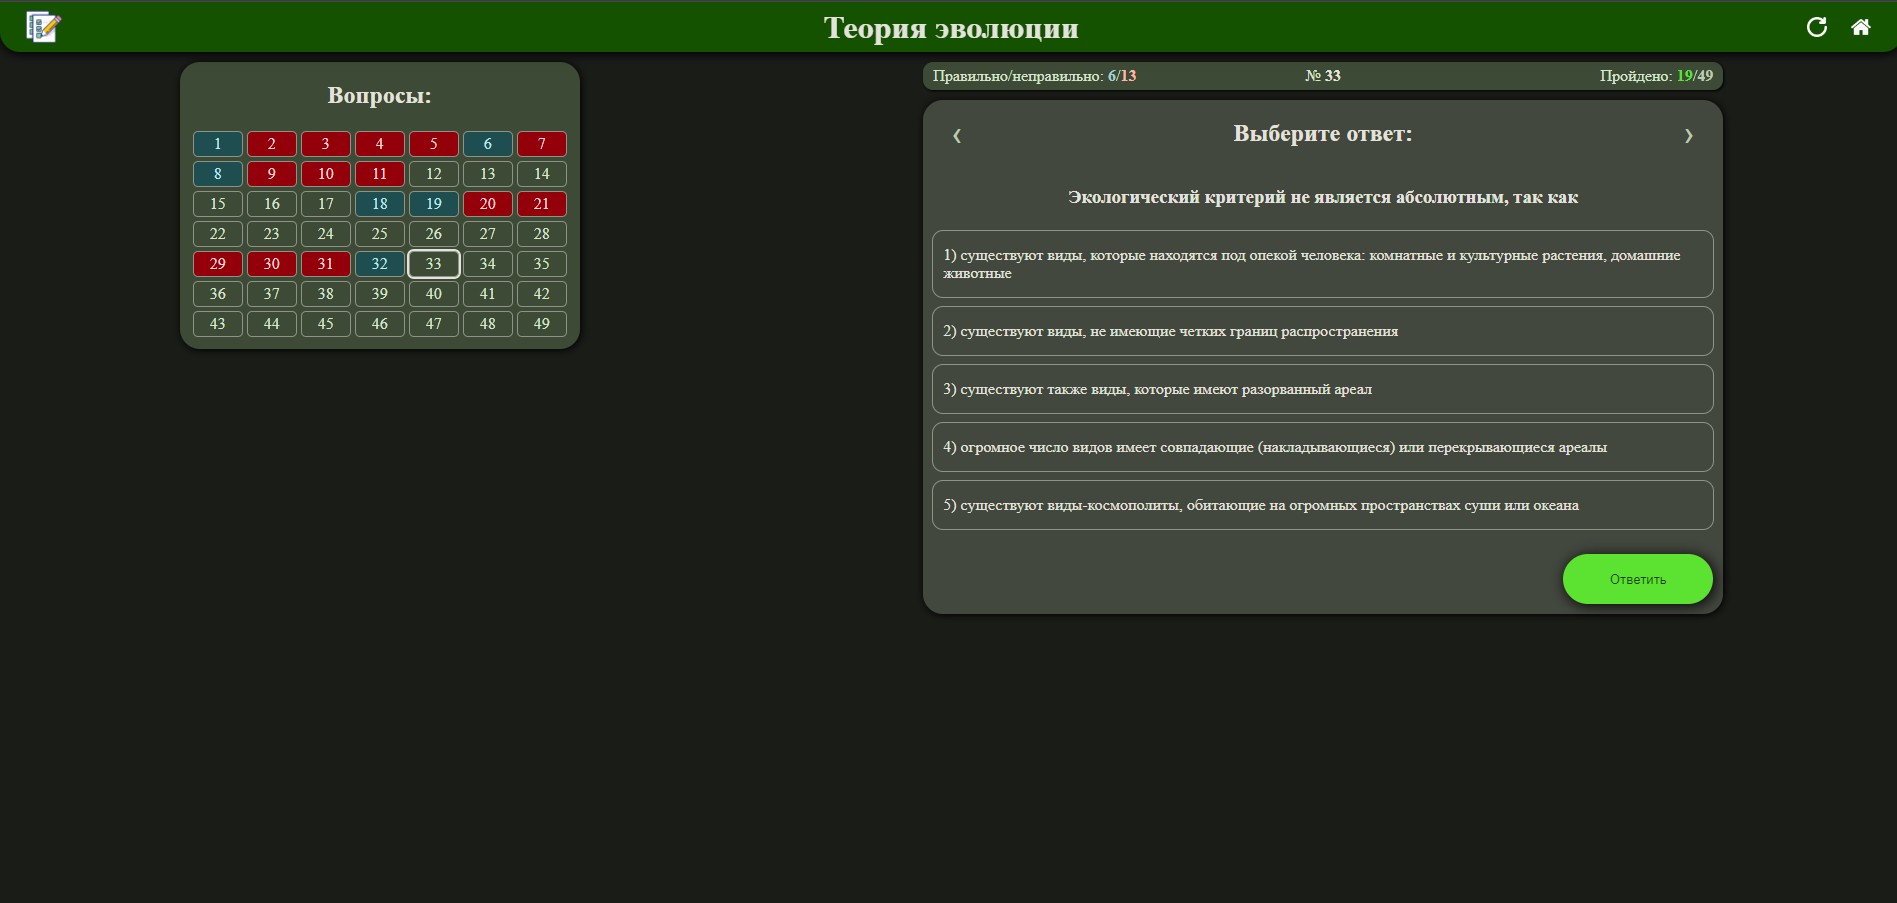 Теория эволюции
Вопросы:
1 2 3 4 5 6 7
8 9 10 11 12 13 14
15 16 17 18 19 20 21
22 23 24 25 26 27 28
29 30 31 32 33 34 35
36 37 38 39 40 41 42
43 44 45 46 47 48 49
Правильно/неправильно: 6/13 № 33 Пройдено: 19/49
Выберите ответ:
Экологический критерий не является абсолютным, так как
1) существуют виды, которые находятся под опекой человека: комнатные и культурные растения, домашние
животные
2) существуют виды, не имеющие четких границ распространения
3) существуют также виды, которые имеют разорванный ареал
4) огромное число видов имеет совпадающие (накладывающиеся) или перекрывающиеся ареалы
5) существуют виды-космополиты, обитающие на огромных пространствах суши или океана
Ответить